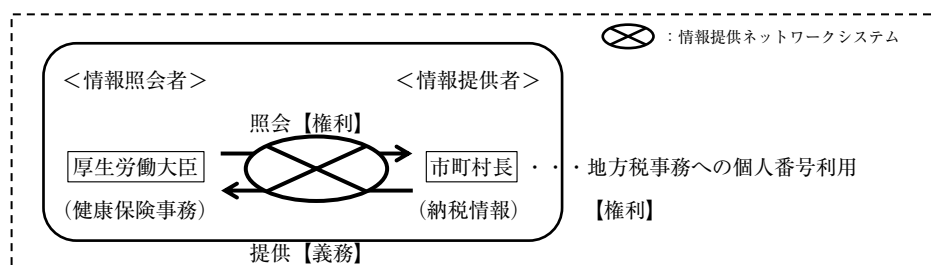 ：情報提供ネットワークシステム
＜情報照会者＞ ＜情報提供者＞
照会【権利】
厚生労働大臣 市町村長 ・・・地方税事務への個人番号利用
(健康保険事務) (納税情報) 【権利】
提供【義務】